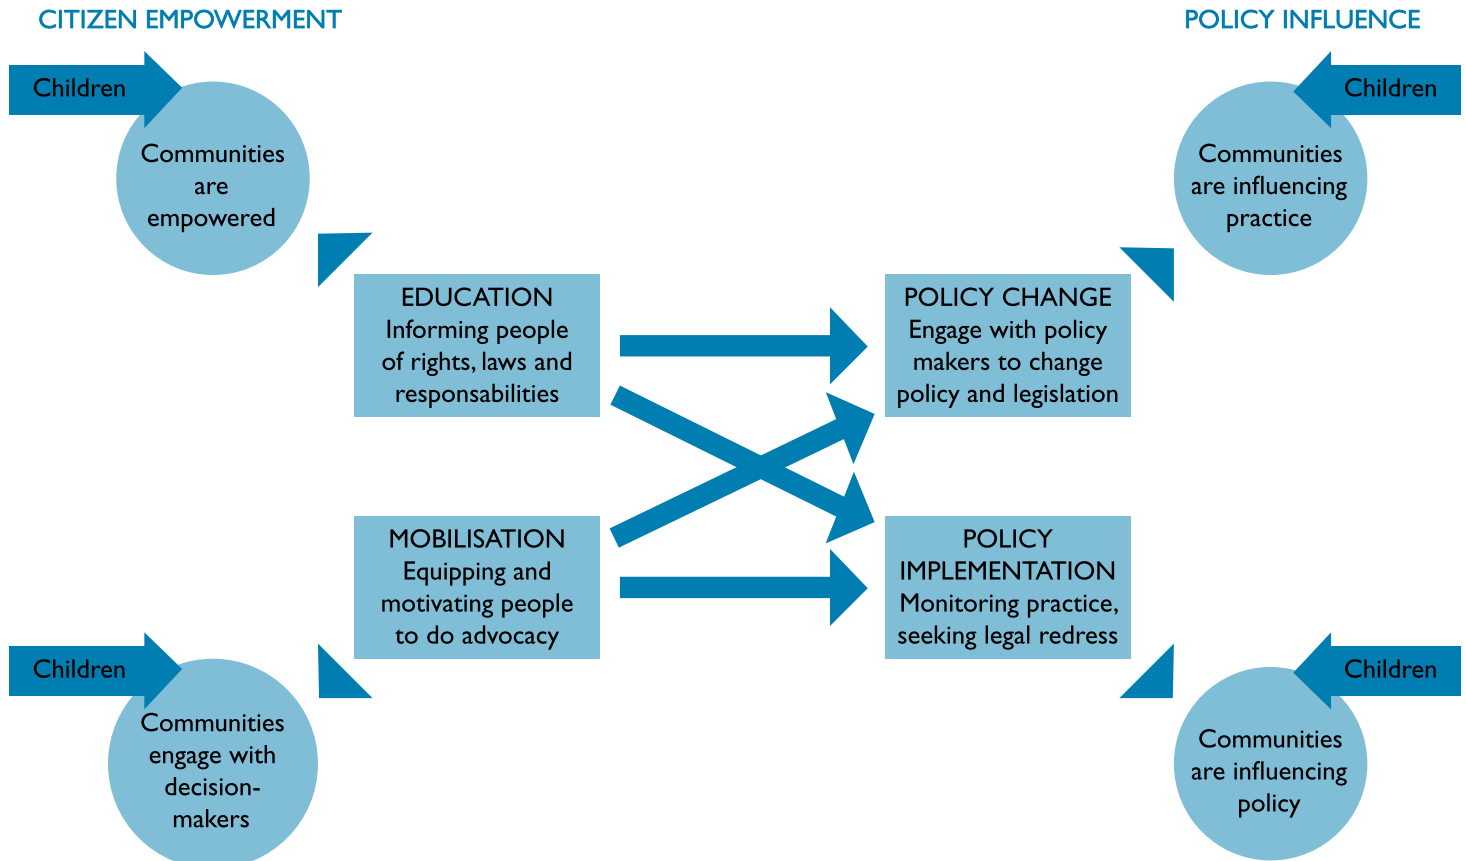 CITIZEN EMPOWERMENT
POLICY INFLUENCE
Children
Communities
are
empowered
Children
Communities
are influencing
practice
EDUCATION
Informing people
of rights, laws and
responsabilities
POLICY CHANGE
Engage with policy
makers to change
policy and legislation
MOBILISATION
Equipping and
motivating people
to do advocacy
POLICY
IMPLEMENTATION
Monitoring practice,
seeking legal redress
Children
Communities
engage with
decision-
makers
Children
Communities
are influencing
policy